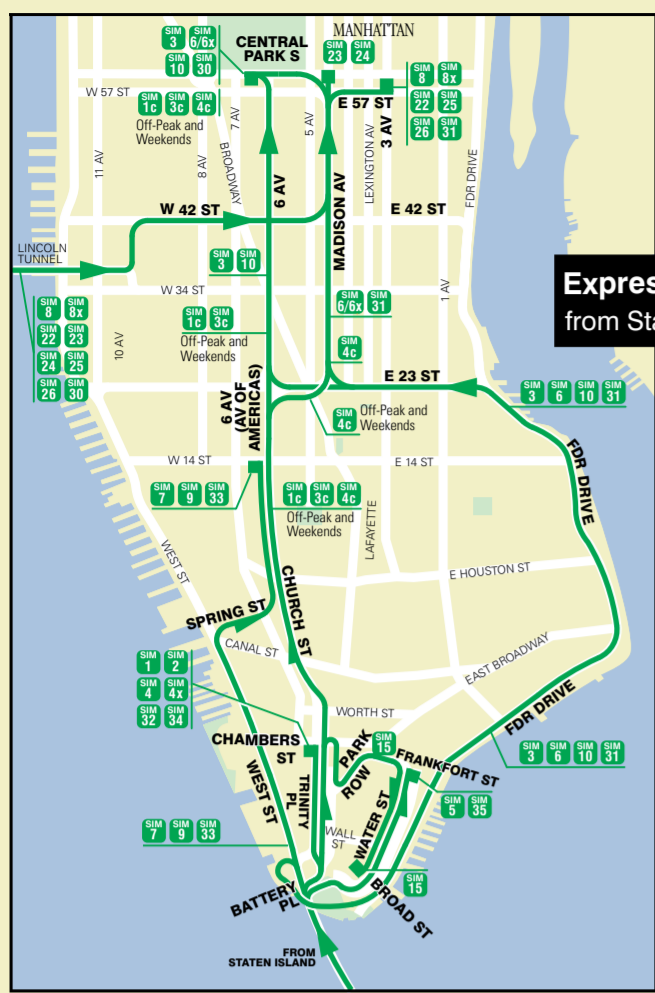 MANHATTAN
SIM 3 SIM 6/6x
SIM 10 SIM 30
CENTRAL
PARK S
SIM 23 SIM 24
SIM 8 SIM 8x
SIM 22 SIM 25
SIM 26 SIM 31
W 57 ST
E 57 ST
SIM 1c SIM 3c SIM 4c
Off-Peak and
Weekends
7 AV
5 AV
3 AV
LEXINGTON AV
BROADWAY
11 AV
8 AV
6 AV
MADISON AV
FDR DRIVE
W 42 ST
E 42 ST
LINCOLN
TUNNEL
SIM 3 SIM 10
W 34 ST
1 AV
Expres
from Sta
SIM 8 SIM 8x
SIM 22 SIM 23
SIM 24 SIM 25
SIM 26 SIM 30
10 AV
SIM 1c SIM 3c
Off-Peak and
Weekends
SIM 6/6x SIM 31
SIM 4c
6 AV
(AV OF
AMERICAS)
E 23 ST
SIM 3 SIM 6 SIM 10 SIM 31
SIM 4c
Off-Peak and
Weekends
FDR DRIVE
W 14 ST
E 14 ST
SIM 7 SIM 9 SIM 33
SIM 1c SIM 3c SIM 4c
Off-Peak and
Weekends
LAFAYETTE
WEST ST
CHURCH ST
E HOUSTON ST
SPRING ST
CANAL ST
EAST BROADWAY
SIM 1 SIM 2
SIM 4 SIM 4x
SIM 32 SIM 34
WORTH ST
FDR DRIVE
CHAMBERS
ST
PARK
ROW
SIM 15
FRANKFORT ST
SIM 3 SIM 6 SIM 10 SIM 31
WEST ST
TRINITY
PL
WATER ST
SIM 5 SIM 35
SIM 7 SIM 9 SIM 33
WALL
ST
SIM 15
BATTERY
PL
BROAD ST
FROM
STATEN ISLAND